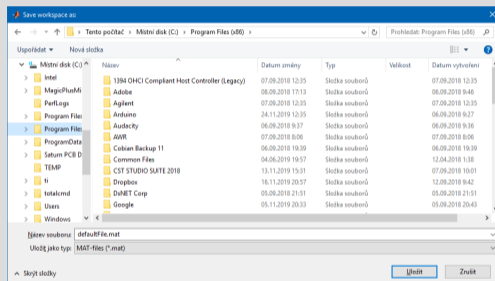 Save workspace as:
Tento počítač > Místní disk (C:) > Program Files (x86) >
Prohledat: Program Files (x86)
Uspořádat Nová složka
Místní disk (C:)
Intel
MagicPlusMi
PerfLogs
Program Files
Program Files
ProgramData
Saturn PCB D
TEMP
ti
totalcmd
Users
Windows
Název Datum změny Typ Velikost Datum vytvoření
1394 OHCI Compliant Host Controller (Legacy) 07.09.2018 12:35 Složka souborů 07.09.2018 12:35
Adobe 08.09.2018 17:13 Složka souborů 06.09.2018 9:46
Agilent 07.09.2018 12:35 Složka souborů 07.09.2018 12:35
Arduino 24.11.2019 12:35 Složka souborů 06.09.2018 9:27
Audacity 06.09.2018 9:37 Složka souborů 06.09.2018 9:36
AWR 07.09.2018 8:06 Složka souborů 07.09.2018 8:06
Cobian Backup 11 06.09.2018 19:39 Složka souborů 06.09.2018 19:39
Common Files 04.06.2019 19:57 Složka souborů 12.04.2018 1:38
CST STUDIO SUITE 2018 13.11.2019 15:31 Složka souborů 07.09.2018 10:01
Dropbox 16.11.2019 20:57 Složka souborů 12.09.2018 9:42
DsNET Corp 05.09.2018 21:51 Složka souborů 05.09.2018 21:51
Google 05.11.2019 20:33 Složka souborů 05.09.2018 20:43
Název souboru: defaultFile.mat
Uložit jako typ: MAT-files (*.mat)
Skrýt složky
Uložit Zrušit